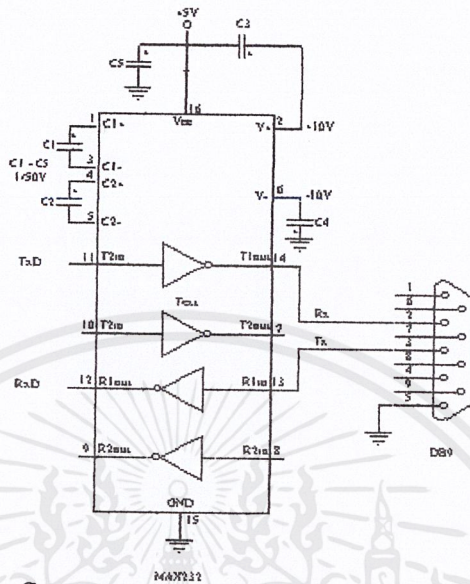 +5V
C3
C5
16
Vcc
1
C1+
V+
2
+10V
C1
3
C1-
C1 - C5
1/50V
4
C2+
V-
6
-10V
C2
5
C2-
C4
TxD
11
T2in
T1out
14
1
6
Rx
2
10
T2in
T2out
7
7
Tx
3
RxD
12
R1out
R1in
13
8
4
9
5
9
R2out
R2in
8
DB9
GND
15
MAX232